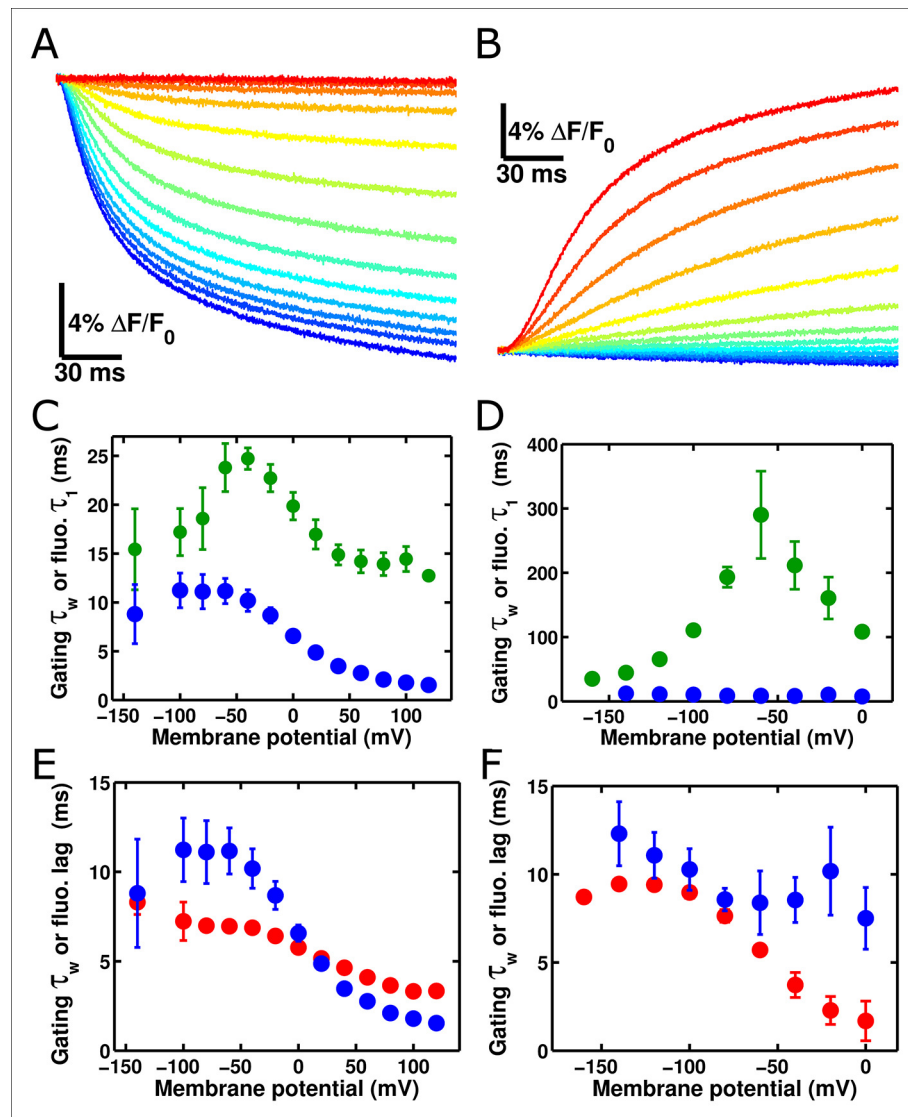 A
B
4% ΔF/F0
30 ms
4% ΔF/F0
30 ms
C
Gating τw or fluo. τ1 (ms)
25
20
15
10
5
0
−150 −100 −50 0 50 100
Membrane potential (mV)
D
Gating τw or fluo. τ1 (ms)
400
300
200
100
0
−150 −100 −50 0
Membrane potential (mV)
E
Gating τw or fluo. lag (ms)
15
10
5
0
−150 −100 −50 0 50 100
Membrane potential (mV)
F
Gating τw or fluo. lag (ms)
15
10
5
0
−150 −100 −50 0
Membrane potential (mV)